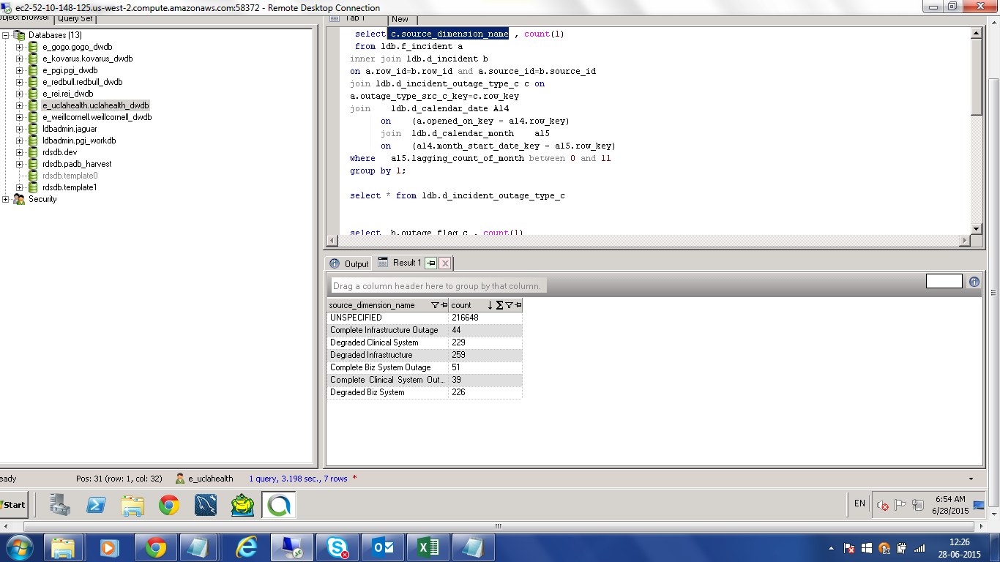 ec2-52-10-148-125.us-west-2.compute.amazonaws.com:58372 - Remote Desktop Connection
Object Browser Query Set
Databases (13)
e_gogo.gogo_dwdb
e_kovarus.kovarus_dwdb
e_pgi.pgi_dwdb
e_redbull.redbull_dwdb
e_rei.rei_dwdb
e_uclahealth.uclahealth_dwdb
e_weillcornell.weillcornell_dwdb
ldbadmin.jaguar
ldbadmin.pgi_workdb
rdsdb.dev
rdsdb.padb_harvest
rdsdb.template0
rdsdb.template1
Security
Tab 1 New
select c.source_dimension_name , count(1)
from ldb.f_incident a
inner join ldb.d_incident b
on a.row_id=b.row_id and a.source_id=b.source_id
join ldb.d_incident_outage_type_c c on
a.outage_type_src_c_key=c.row_key
join ldb.d_calendar_date A14
on (a.opened_on_key = a14.row_key)
join ldb.d_calendar_month a15
on (a14.month_start_date_key = a15.row_key)
where a15.lagging_count_of_month between 0 and 11
group by 1;
select * from ldb.d_incident_outage_type_c
select b.outage_flag_c , count(1)
Output Result 1
Drag a column header here to group by that column.
source_dimension_name count
UNSPECIFIED 216648
Complete Infrastructure Outage 44
Degraded Clinical System 229
Degraded Infrastructure 259
Complete Biz System Outage 51
Complete Clinical System Out... 39
Degraded Biz System 226
eady Pos: 31 (row: 1, col: 32) e_uclahealth 1 query, 3.198 sec., 7 rows *
Start EN 6:54 AM
6/28/2015
12:26
28-06-2015